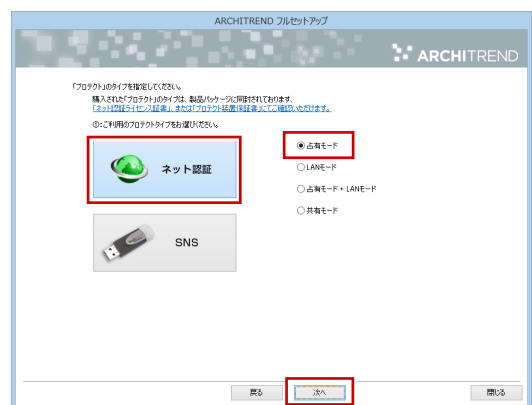 ARCHITREND フルセットアップ
ARCHITREND
「プロテクト」のタイプを指定してください。
購入された「プロテクト」のタイプは、製品パッケージに同封されております、
「ネット認証ライセンス証書」、または「プロテクト装置保証書」にてご確認いただけます。
①:ご利用のプロテクトタイプをお選びください。
ネット認証
占有モード
LANモード
占有モード + LANモード
共有モード
SNS
戻る
次へ
閉じる